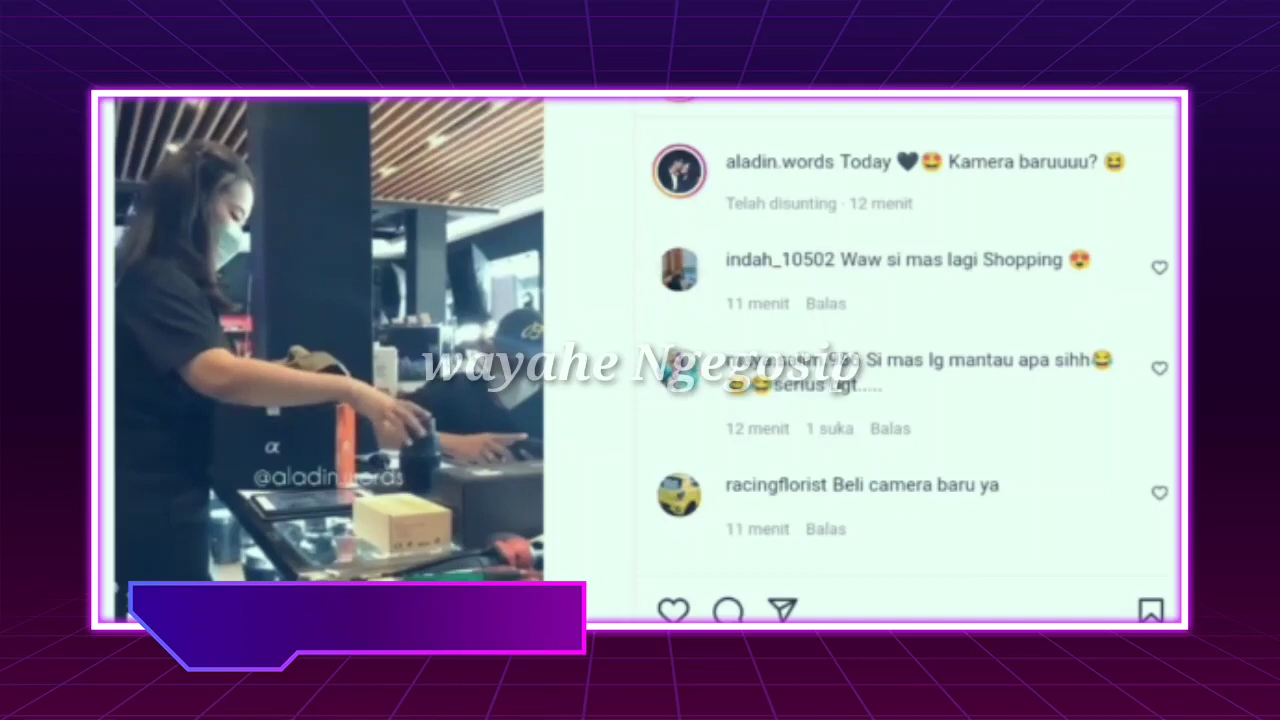 aladin.words Today 🖤🤩 Kamera baruuuu? 😆
Telah disunting · 12 menit
indah_10502 Waw si mas lagi Shopping 😍
11 menit Balas
wayahe Ngegosip
Si mas lg mantau apa sihh😂
😂😂serius bgt.....
12 menit 1 suka Balas
α
@aladin.words
racingflorist Beli camera baru ya
11 menit Balas